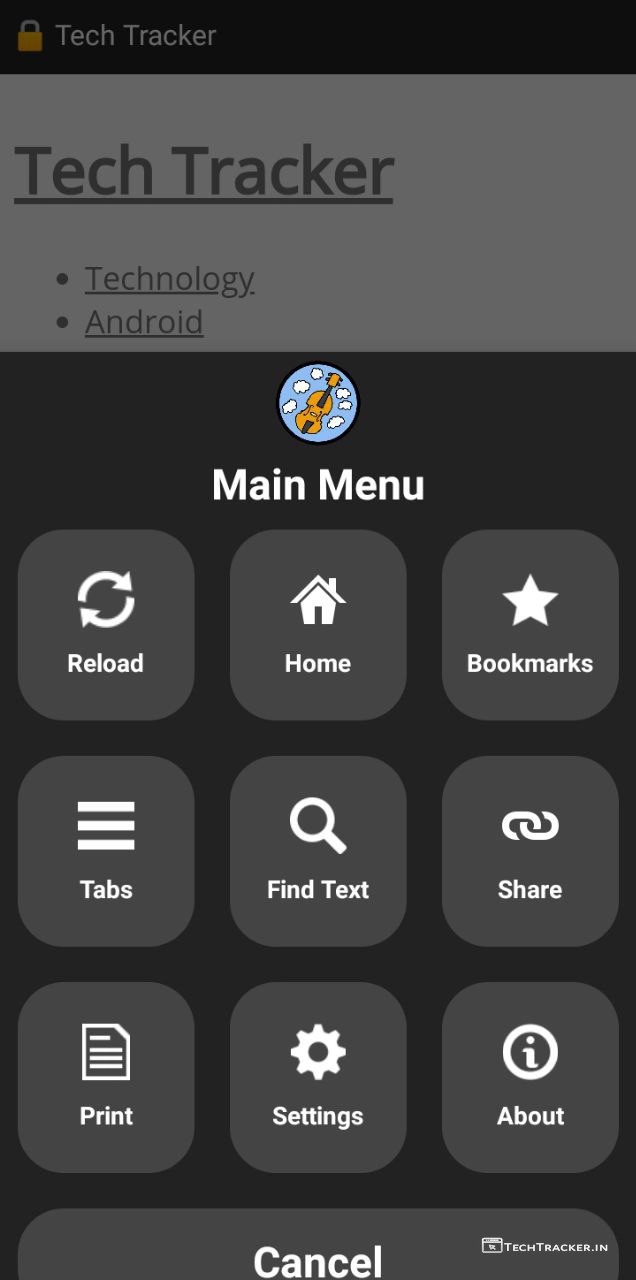 Tech Tracker
Tech Tracker
Technology
Android
Main Menu
Reload Home Bookmarks
Tabs Find Text Share
Print Settings About
Cancel
TECHTRACKER.IN